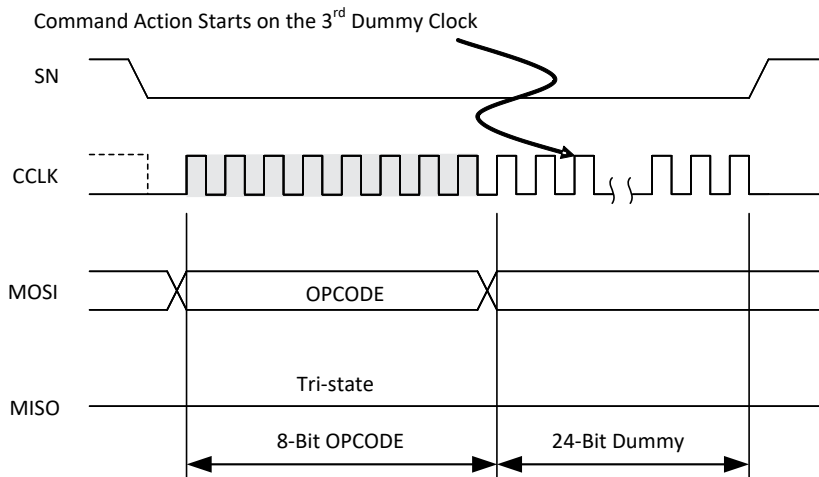 Command Action Starts on the 3rd Dummy Clock
SN
CCLK
MOSI
OPCODE
Tri-state
MISO
8-Bit OPCODE
24-Bit Dummy